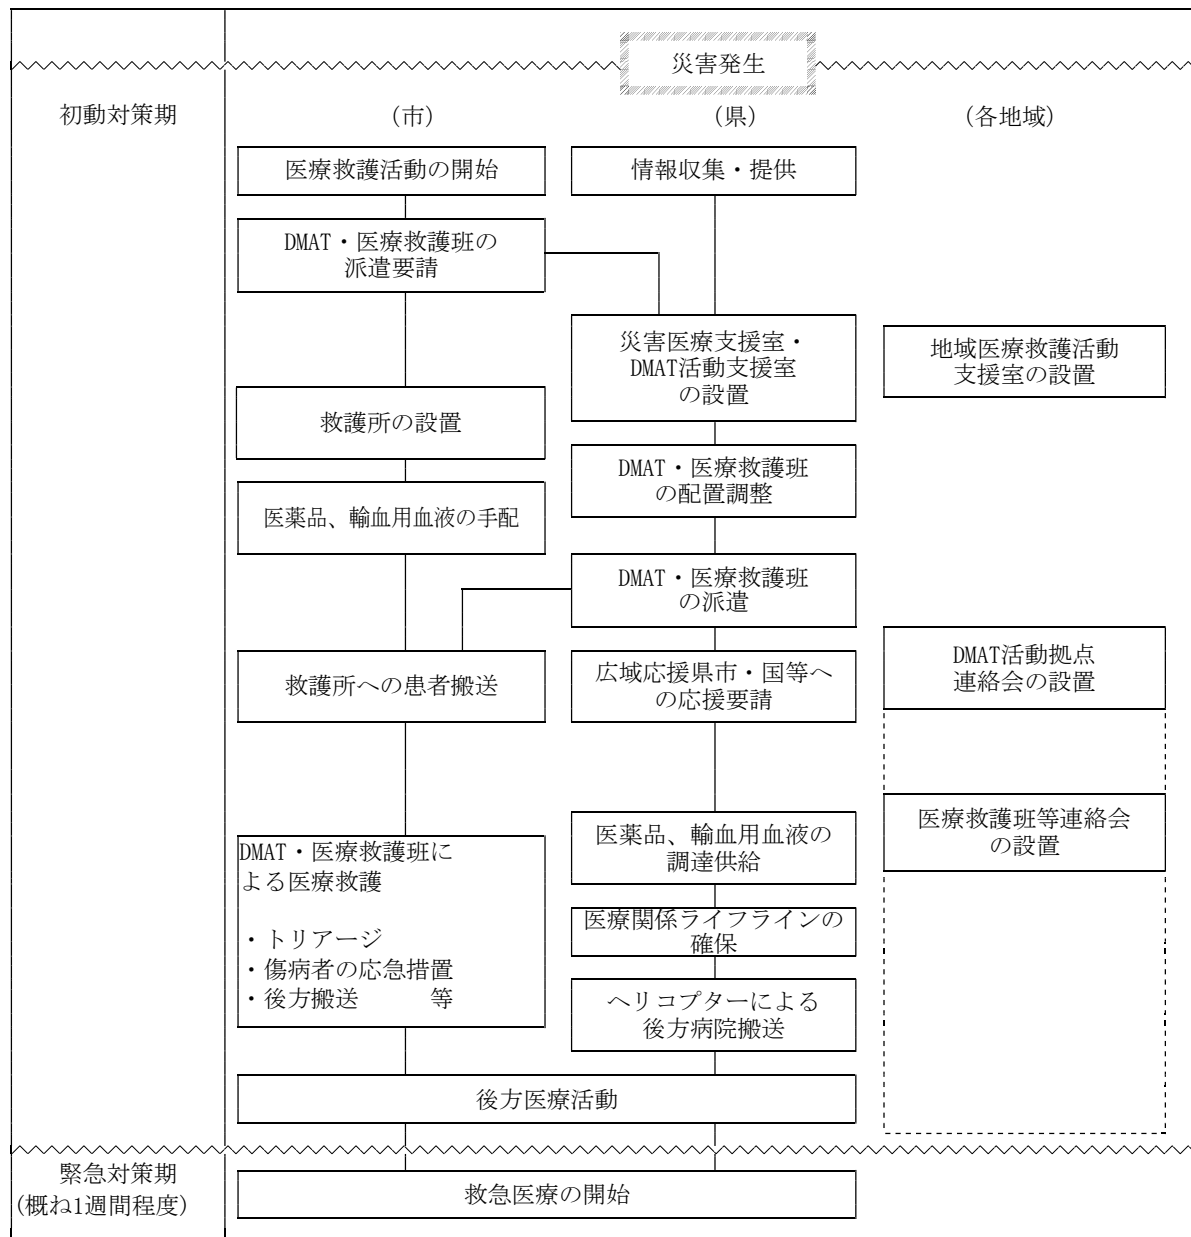 災害発生
初動対策期
（市）
（県）
（各地域）
医療救護活動の開始
情報収集・提供
DMAT・医療救護班の
派遣要請
災害医療支援室・
DMAT活動支援室
の設置
地域医療救護活動
支援室の設置
救護所の設置
DMAT・医療救護班
の配置調整
医薬品、輸血用血液の手配
DMAT・医療救護班
の派遣
救護所への患者搬送
広域応援県市・国等へ
の応援要請
DMAT活動拠点
連絡会の設置
医療救護班等連絡会
の設置
医薬品、輸血用血液の
調達供給
DMAT・医療救護班に
よる医療救護
・トリアージ
・傷病者の応急措置
・後方搬送　　　等
医療関係ライフラインの
確保
ヘリコプターによる
後方病院搬送
後方医療活動
緊急対策期
(概ね1週間程度)
救急医療の開始